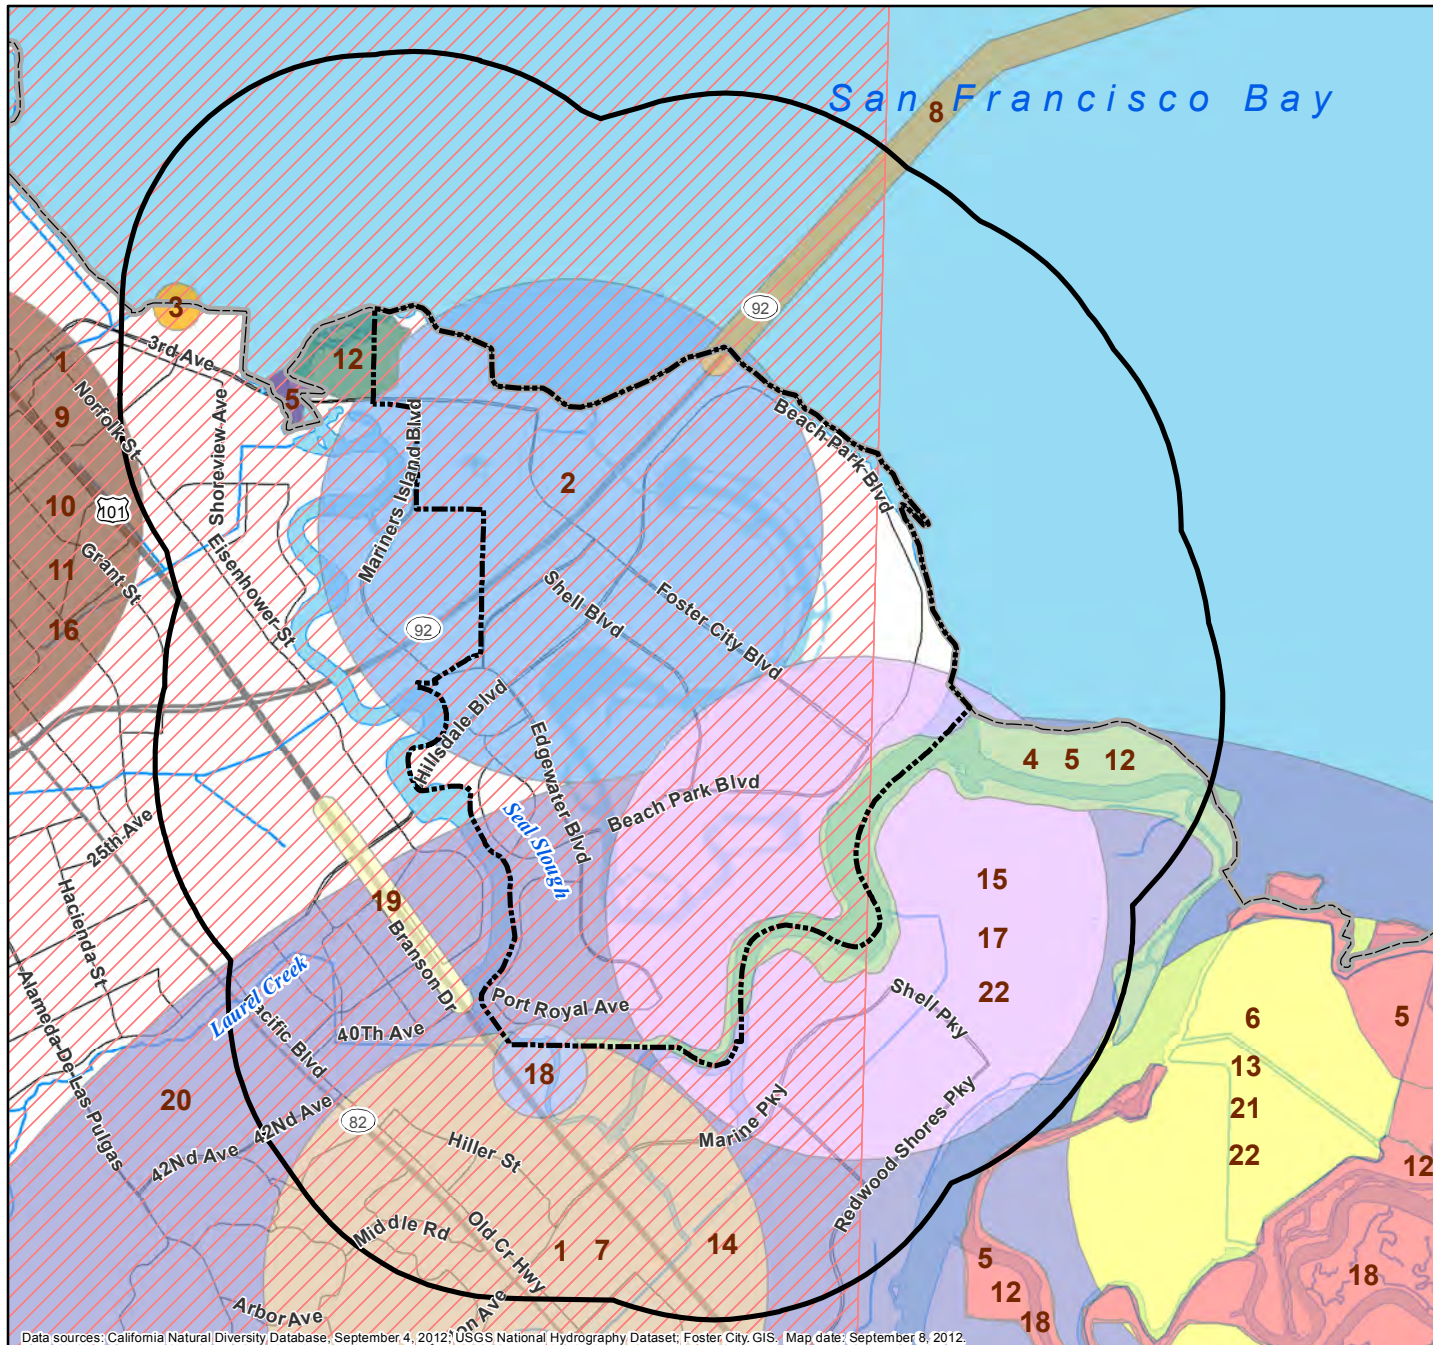 San Francisco Bay
8
92
3
3rd Ave
12
1
5
Norfolk St
9
Shoreview Ave
Mariners Island Blvd
Beach Park Blvd
2
10
101
Grant St
11
Eisenhower St
Shell Blvd
Foster City Blvd
16
92
Hillsdale Blvd
Edgewater Blvd
4 5 12
Beach Park Blvd
25th Ave
Seal Slough
Hacienda St
19
15
Branson Dr
17
Alameda-De-Las Pulgas
Laurel Creek
Pacific Blvd
Port Royal Ave
Shell Pky
22
40Th Ave
6
5
18
13
20
42Nd Ave
42Nd Ave
82
Hiller St
Marine Pky
Redwood Shores Pky
21
22
12
Middle Rd
Old Cr Hwy
1 7
14
5
12
18
18
Arbor Ave
on Ave
Data sources: California Natural Diversity Database, September 4, 2012; USGS National Hydrography Dataset; Foster City. GIS. Map date: September 8, 2012.